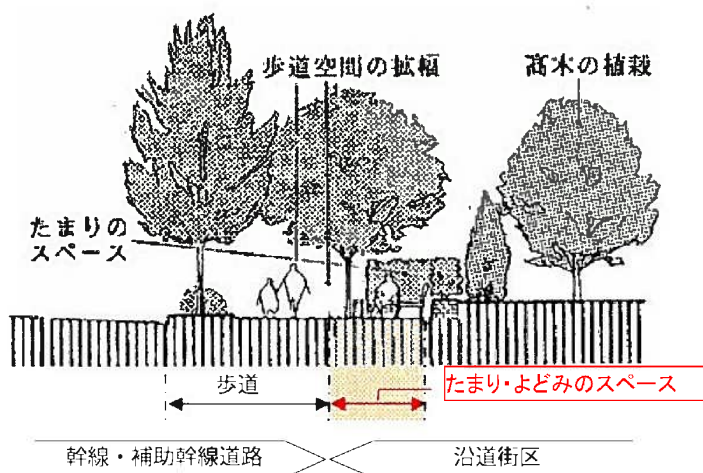 歩道空間の拡幅
高木の植栽
たまりの
スペース
歩道
たまり・よどみのスペース
幹線・補助幹線道路
沿道街区